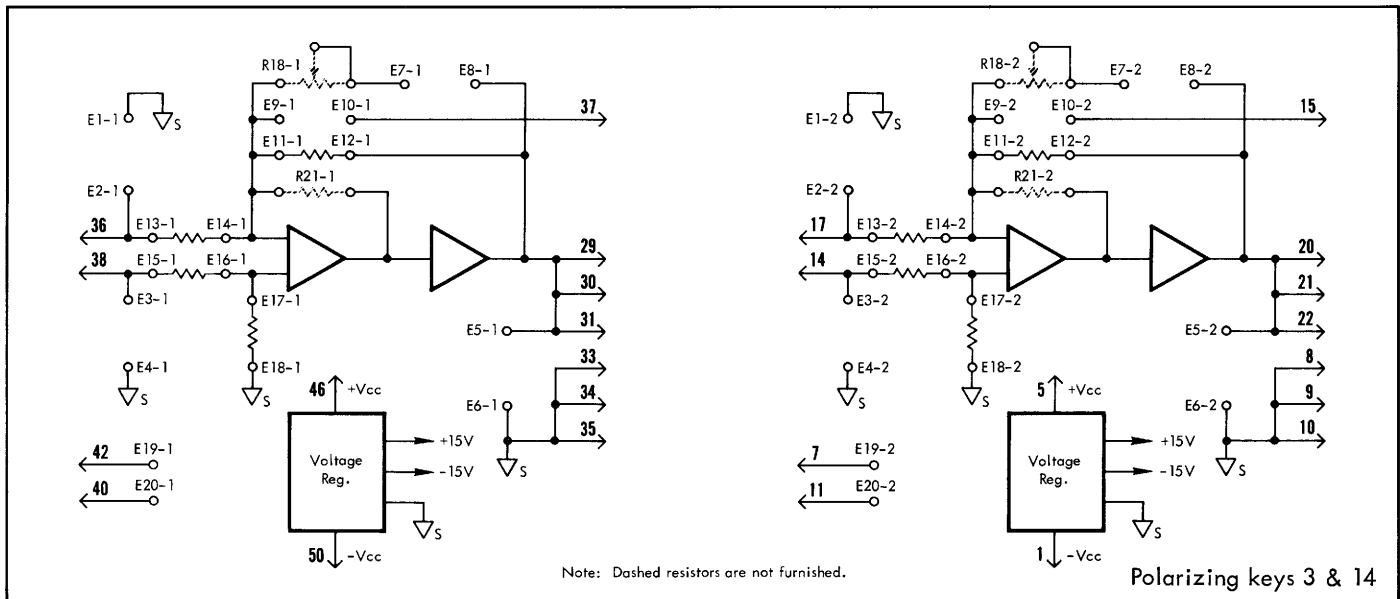 R18-1
E7-1
E8-1
E9-1
E10-1
37
E1-1
S
E11-1
E12-1
R21-1
E2-1
36
E13-1
E14-1
38
E15-1
E16-1
29
30
E3-1
E17-1
E5-1
31
E4-1
E18-1
S
33
46
+Vcc
34
E6-1
35
+15V
42
E19-1
Voltage
Reg.
-15V
S
40
E20-1
S
50
-Vcc
R18-2
E7-2
E8-2
E9-2
E10-2
15
E1-2
S
E11-2
E12-2
R21-2
E2-2
17
E13-2
E14-2
14
E15-2
E16-2
20
21
E3-2
E17-2
E5-2
22
E4-2
E18-2
S
8
5
+Vcc
9
E6-2
10
+15V
7
E19-2
Voltage
Reg.
-15V
S
11
E20-2
S
1
-Vcc
Note: Dashed resistors are not furnished.
Polarizing keys 3 & 14